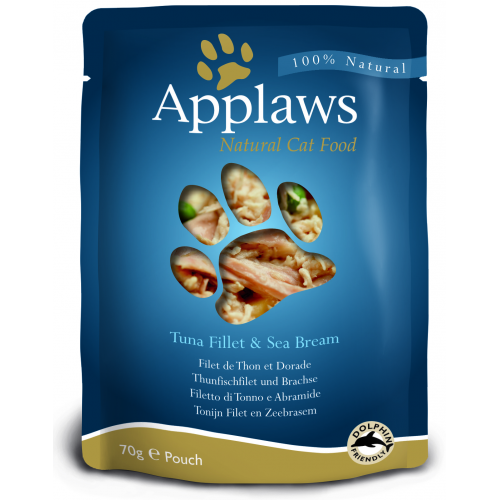 100% Natural
Applaws
Natural Cat Food
Tuna Fillet & Sea Bream
Filet de Thon et Dorade
Thunfischfilet und Brachse
Filetto di Tonno e Abramide
Tonijn Filet en Zeebrasem
DOLPHIN
FRIENDLY
70g ℮ Pouch